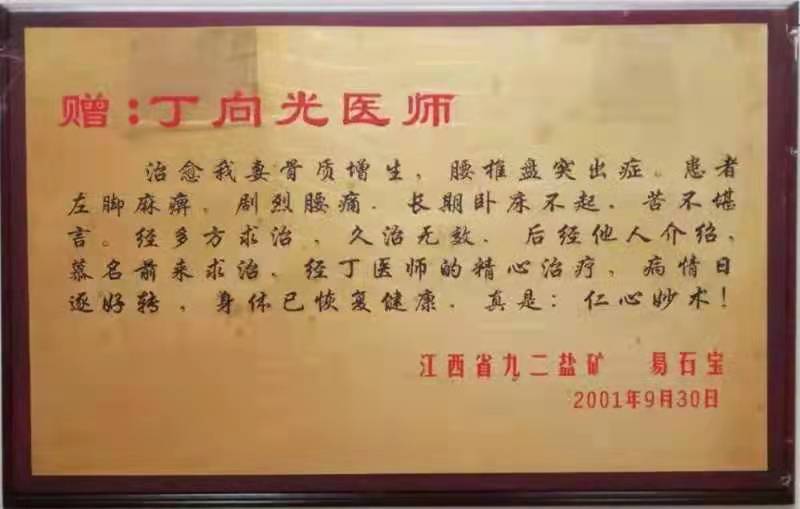 赠：丁向光医师
治愈我妻骨质增生，腰椎盘突出症。患者
左脚麻痹，剧烈腰痛．长期卧床不起，苦不堪
言。经多方求治，久治无效．后经他人介绍，
慕名前来求治，经丁医师的精心治疗，病情日
逐好转，身体已恢复健康．真是：仁心妙术！
江西省九二盐矿 易石宝
2001年9月30日